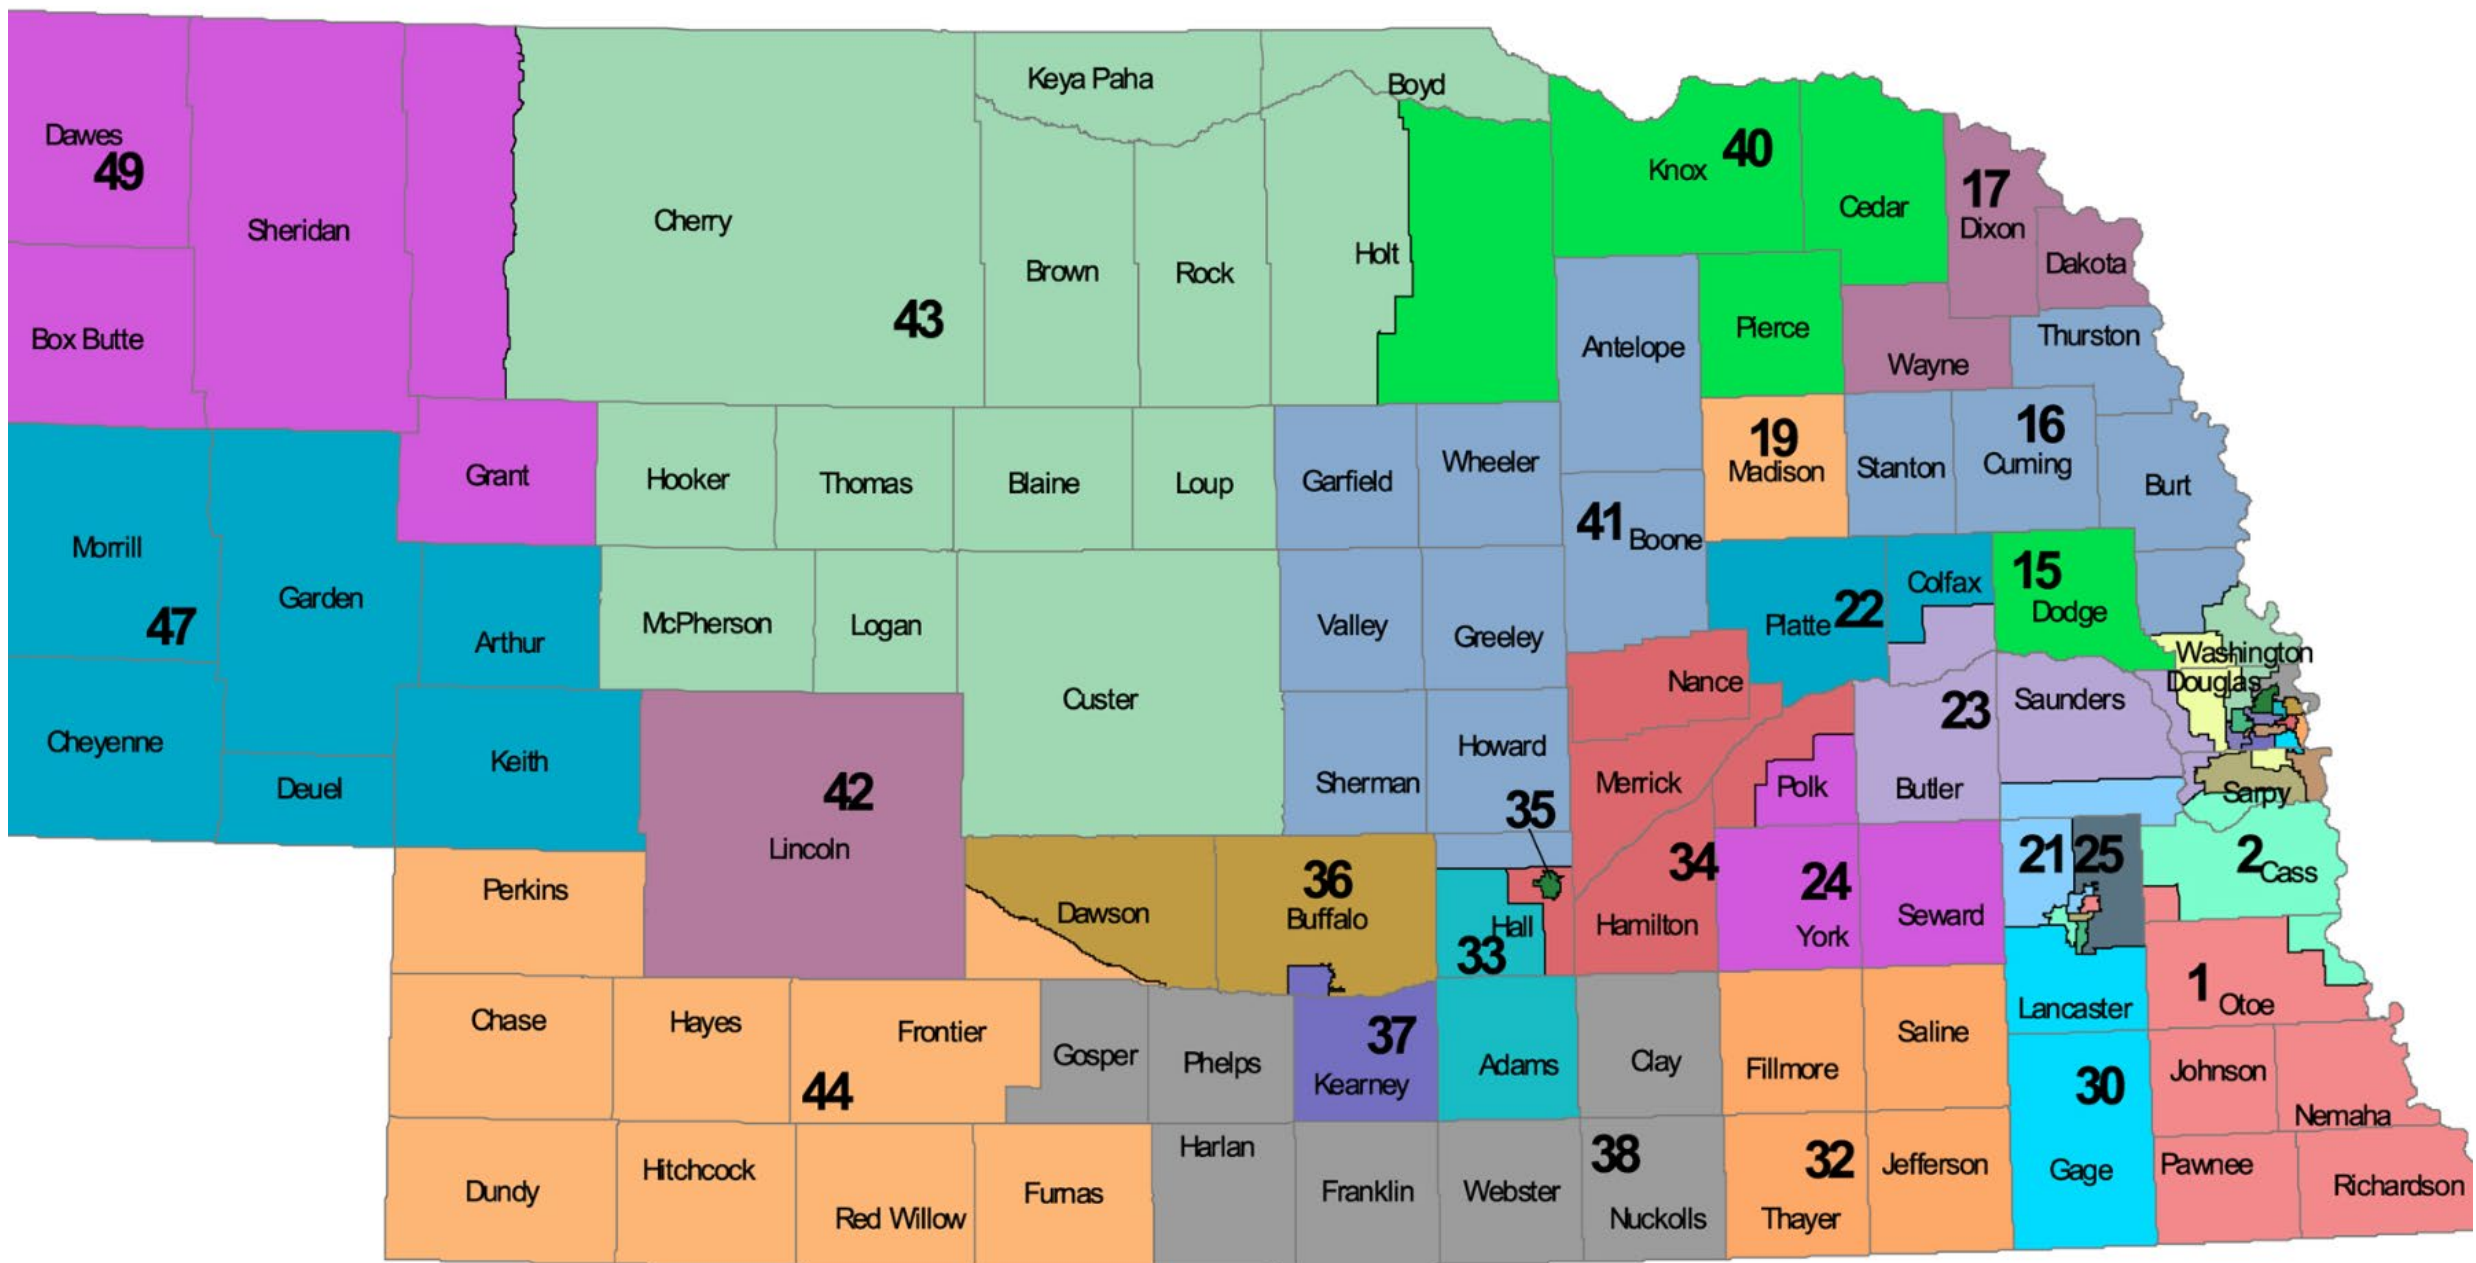 Keya Paha
Boyd
Dawes
49
Sheridan
Cherry
Knox
40
17
Dixon
Cedar
Holt
Dakota
Brown
Rock
43
Box Butte
Antelope
Pierce
Thurston
Wayne
Grant
Hooker
Thomas
Blaine
Loup
Garfield
Wheeler
19
Madison
Stanton
16
Cuming
Burt
41 Boone
Morrill
47
Garden
Arthur
McPherson
Logan
Valley
Greeley
Platte 22
Colfax
15
Dodge
Washington
Douglas
Nance
Custer
23
Saunders
Cheyenne
Keith
Deuel
42
Lincoln
Sherman
Howard
35
Merrick
Polk
Butler
Sarpy
Perkins
Dawson
36
Buffalo
33
Hall
34
Hamilton
24
York
Seward
21
25
2 Cass
Chase
Hayes
Frontier
44
Gosper
Phelps
37
Kearney
Adams
Clay
Fillmore
Saline
Lancaster
1 Otoe
Johnson
Nemaha
30
Gage
Dundy
Hitchcock
Red Willow
Furnas
Harlan
Franklin
Webster
38
Nuckolls
32
Thayer
Jefferson
Pawnee
Richardson